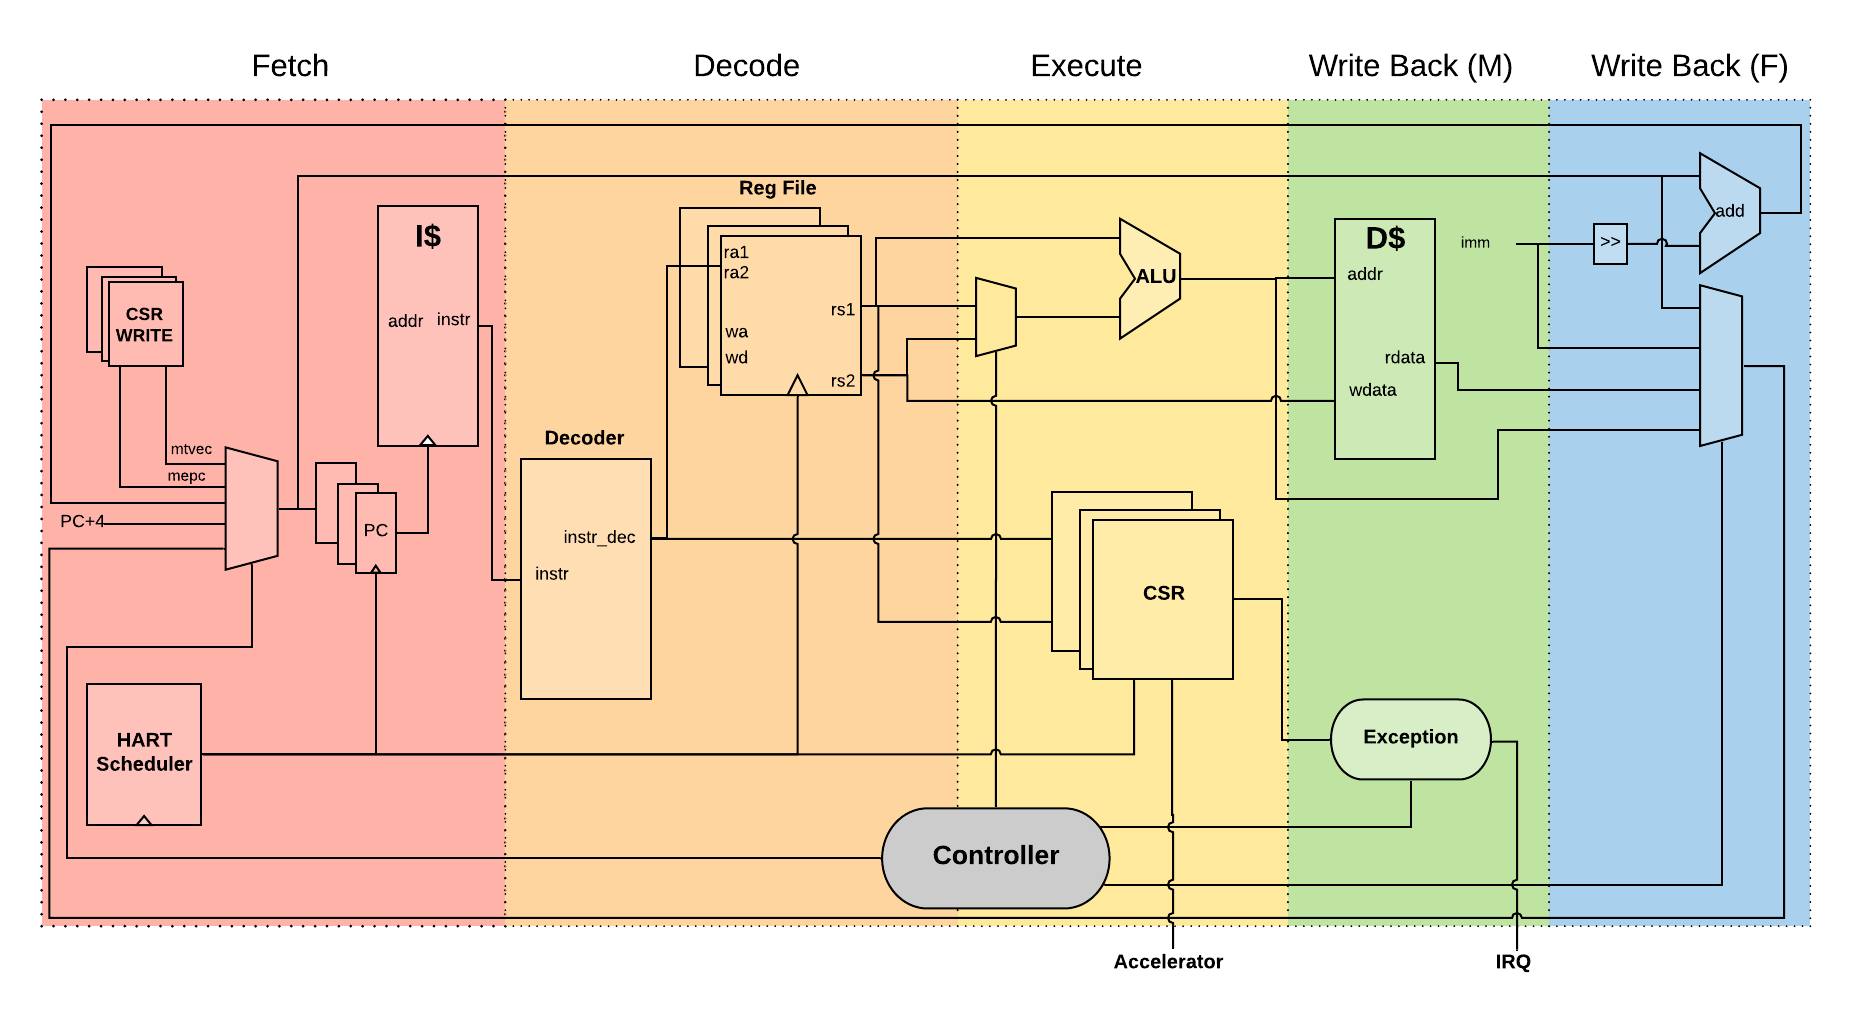 Fetch
Decode
Execute
Write Back (M)
Write Back (F)
Reg File
I$
addr
instr
CSR
WRITE
mtvec
mepc
PC+4
PC
HART
Scheduler
Decoder
instr_dec
instr
ra1
ra2
wa
wd
rs1
rs2
ALU
CSR
Controller
D$
addr
rdata
wdata
imm
Exception
>>
add
Accelerator
IRQ